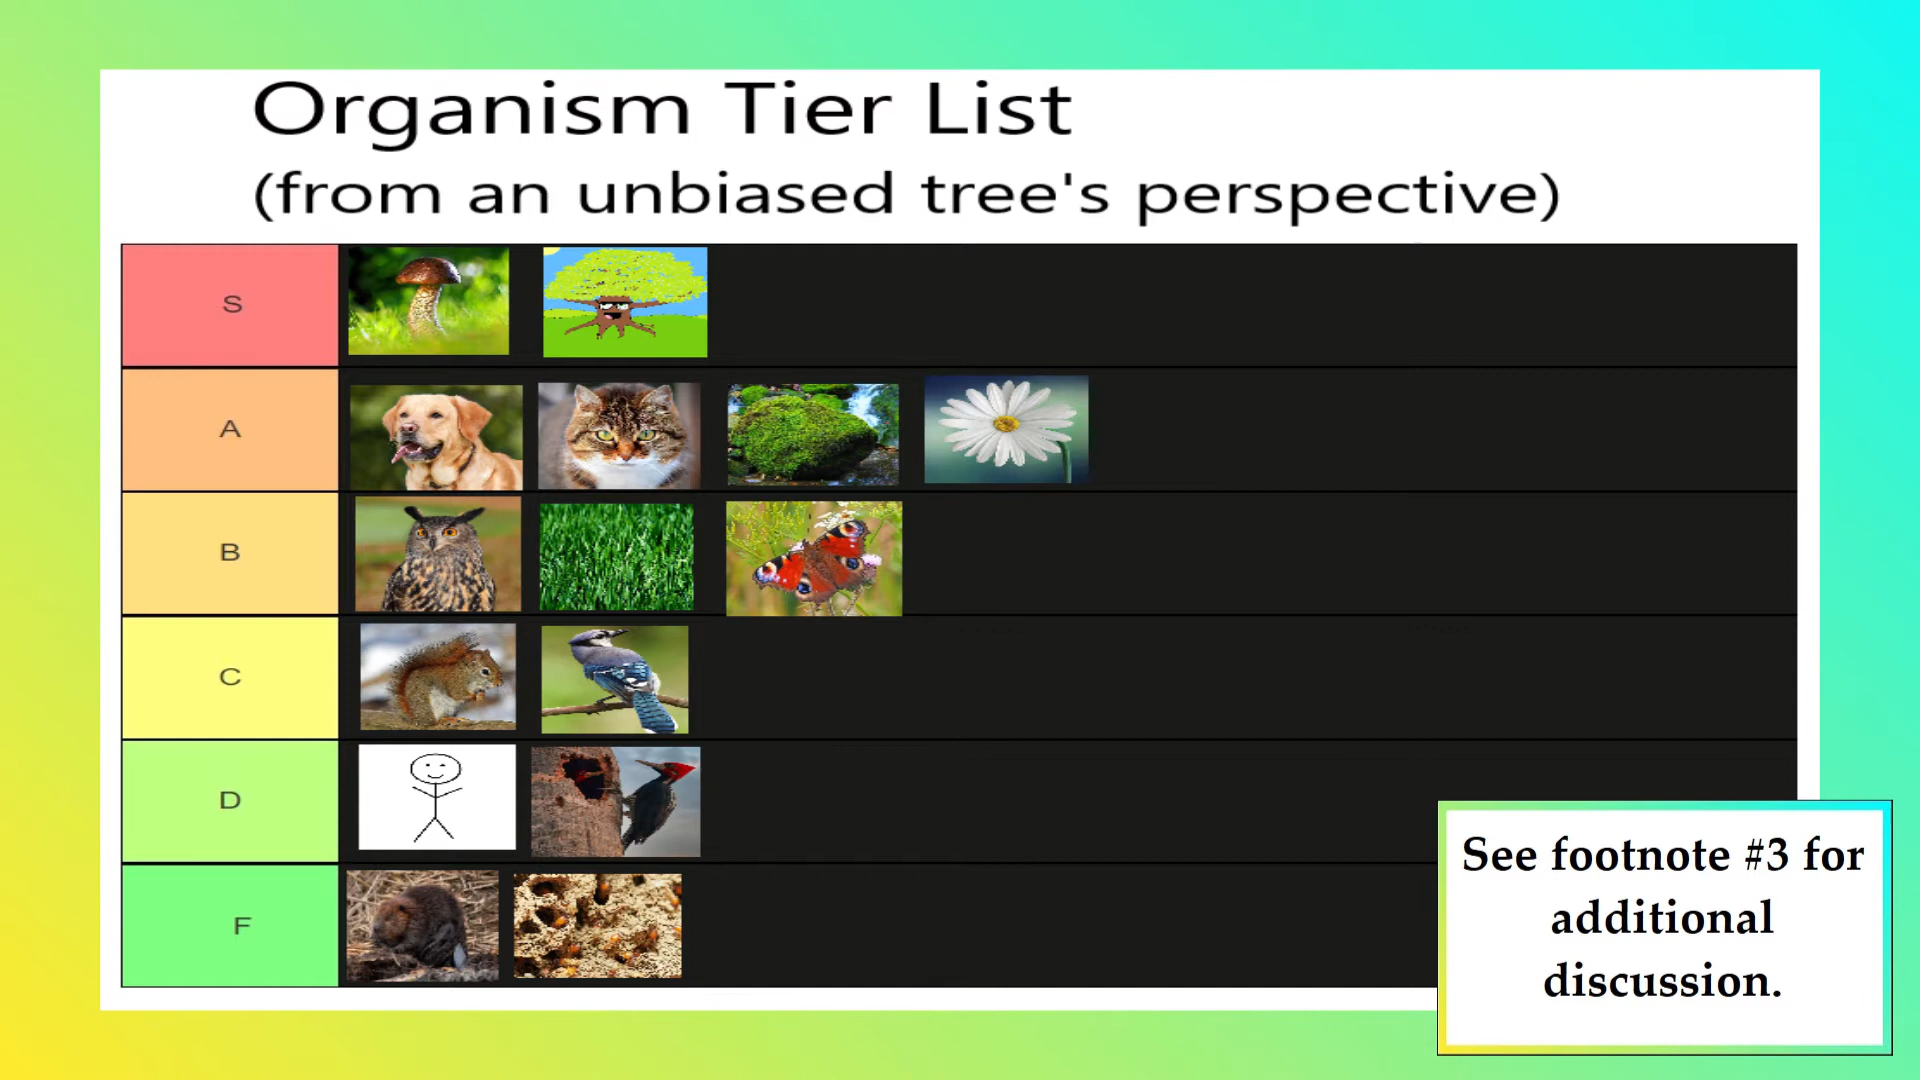 Organism Tier List
(from an unbiased tree's perspective)
S
A
B
C
D
F
See footnote #3 for
additional
discussion.